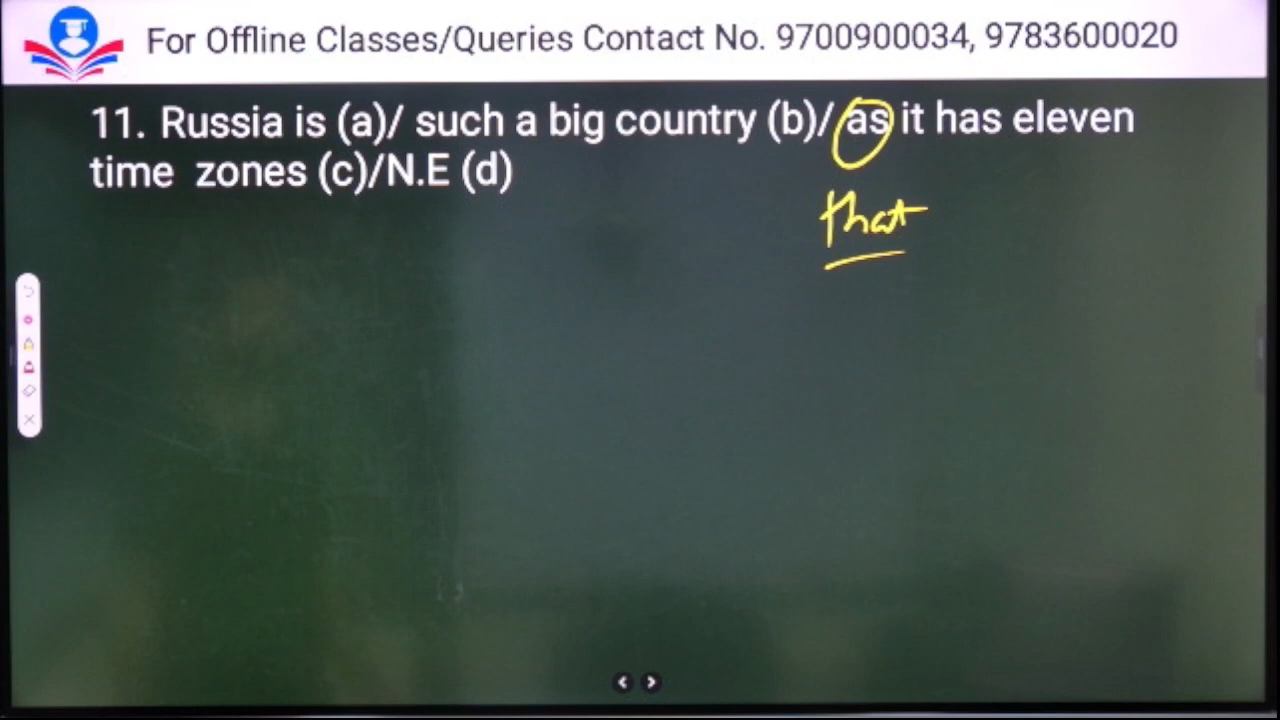 For Offline Classes/Queries Contact No. 9700900034, 9783600020
11. Russia is (a)/ such a big country (b)/ as it has eleven
time zones (c)/N.E (d)
that